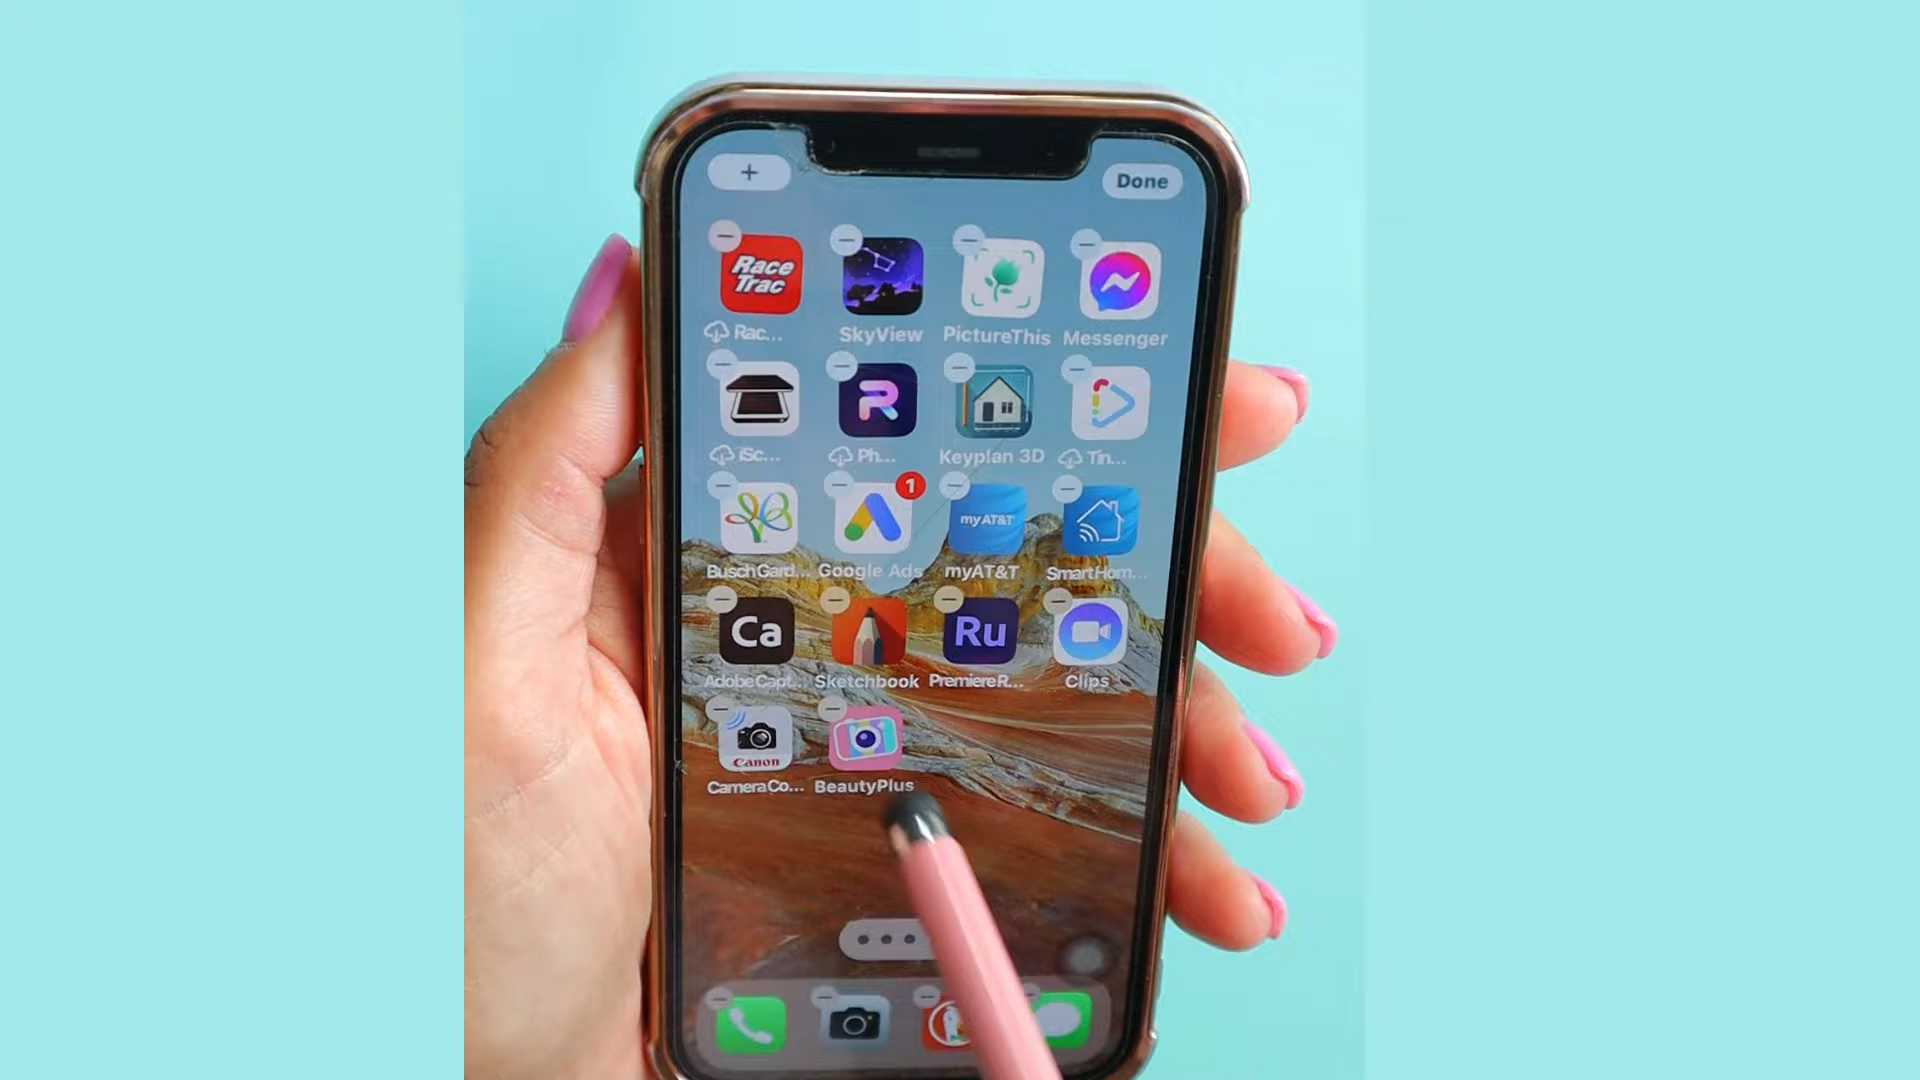 +
Done
Race
Trac
Rac...
SkyView
PictureThis
Messenger
iSc...
Ph...
Keyplan 3D
Tin...
1
myAT&T
BuschGard...
Google Ads
myAT&T
SmartHom...
Ca
Ru
AdobeCapt...
Sketchbook
PremiereR...
Clips
Canon
CameraCo...
BeautyPlus